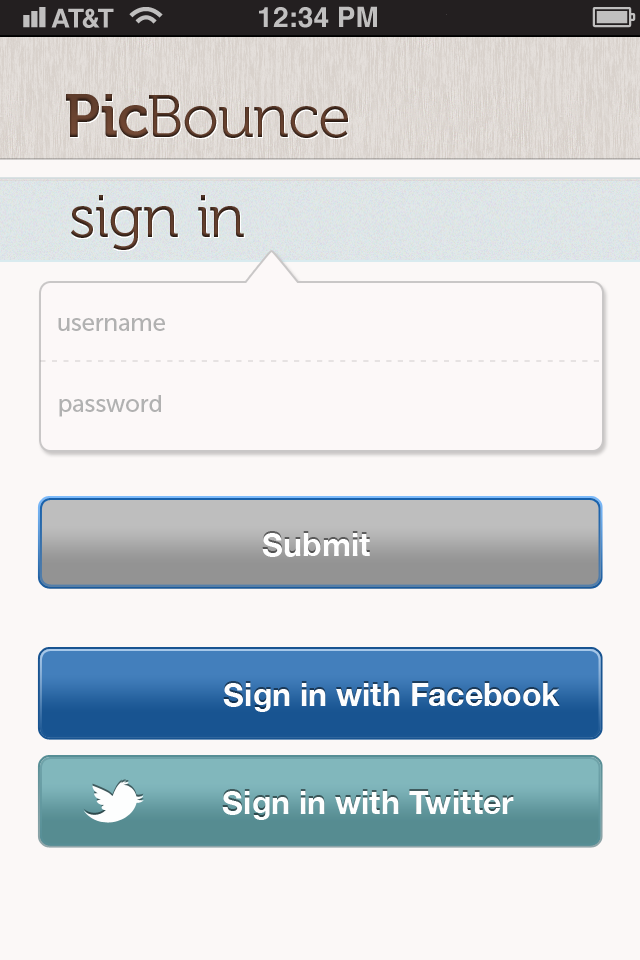 AT&T 12:34 PM
PicBounce
sign in
username
password
Submit
Sign in with Facebook
Sign in with Twitter